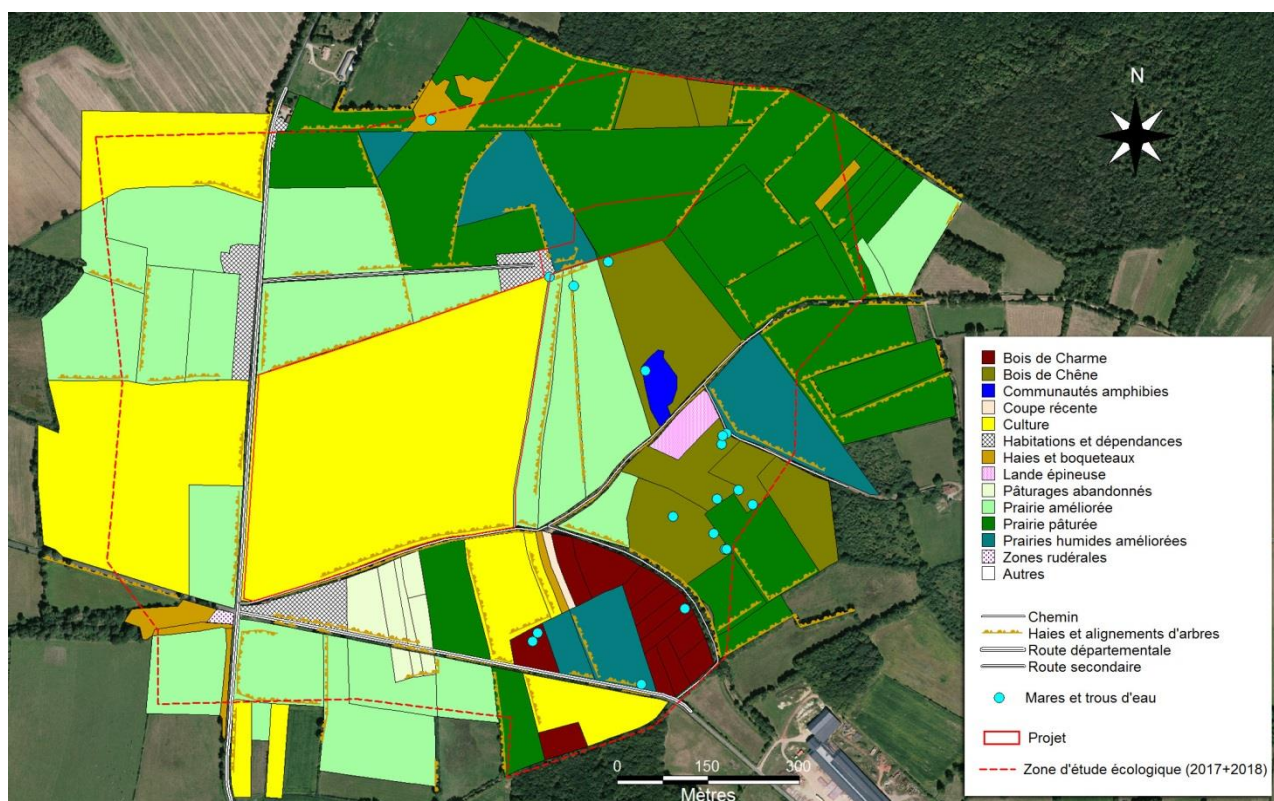 N
Bois de Charme
Bois de Chêne
Communautés amphibies
Coupe récente
Culture
Habitations et dépendances
Haies et boqueteaux
Lande épineuse
Pâturages abandonnés
Prairie améliorée
Prairie pâturée
Prairies humides améliorées
Zones rudérales
Autres
Chemin
Haies et alignements d'arbres
Route départementale
Route secondaire
Mares et trous d'eau
Projet
Zone d'étude écologique (2017+2018)
0 150 300
Mètres